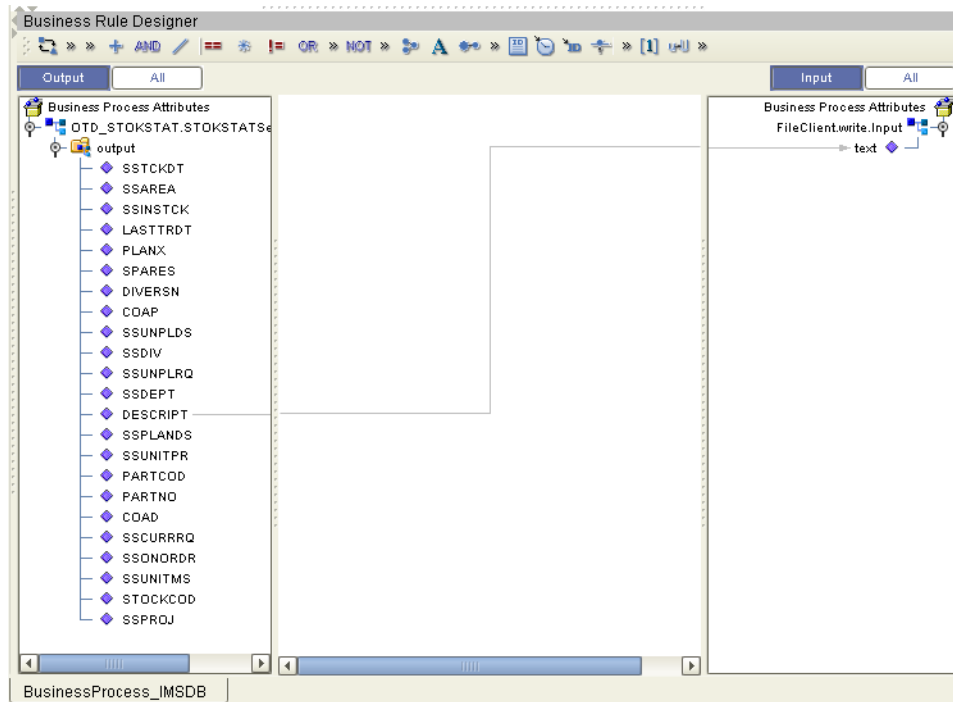 Business Rule Designer
» » AND == != OR » NOT » A » » [1] »
Output All
Input All
Business Process Attributes
OTD_STOKSTAT.STOKSTATSe
output
SSTCKDT
SSAREA
SSINSTCK
LASTTRDT
PLANX
SPARES
DIVERSN
COAP
SSUNPLDS
SSDIV
SSUNPLRQ
SSDEPT
DESCRIPT
SSPLANDS
SSUNITPR
PARTCOD
PARTNO
COAD
SSCURRRQ
SSONORDR
SSUNITMS
STOCKCOD
SSPROJ
Business Process Attributes
FileClient.write.Input
text
BusinessProcess_IMSDB